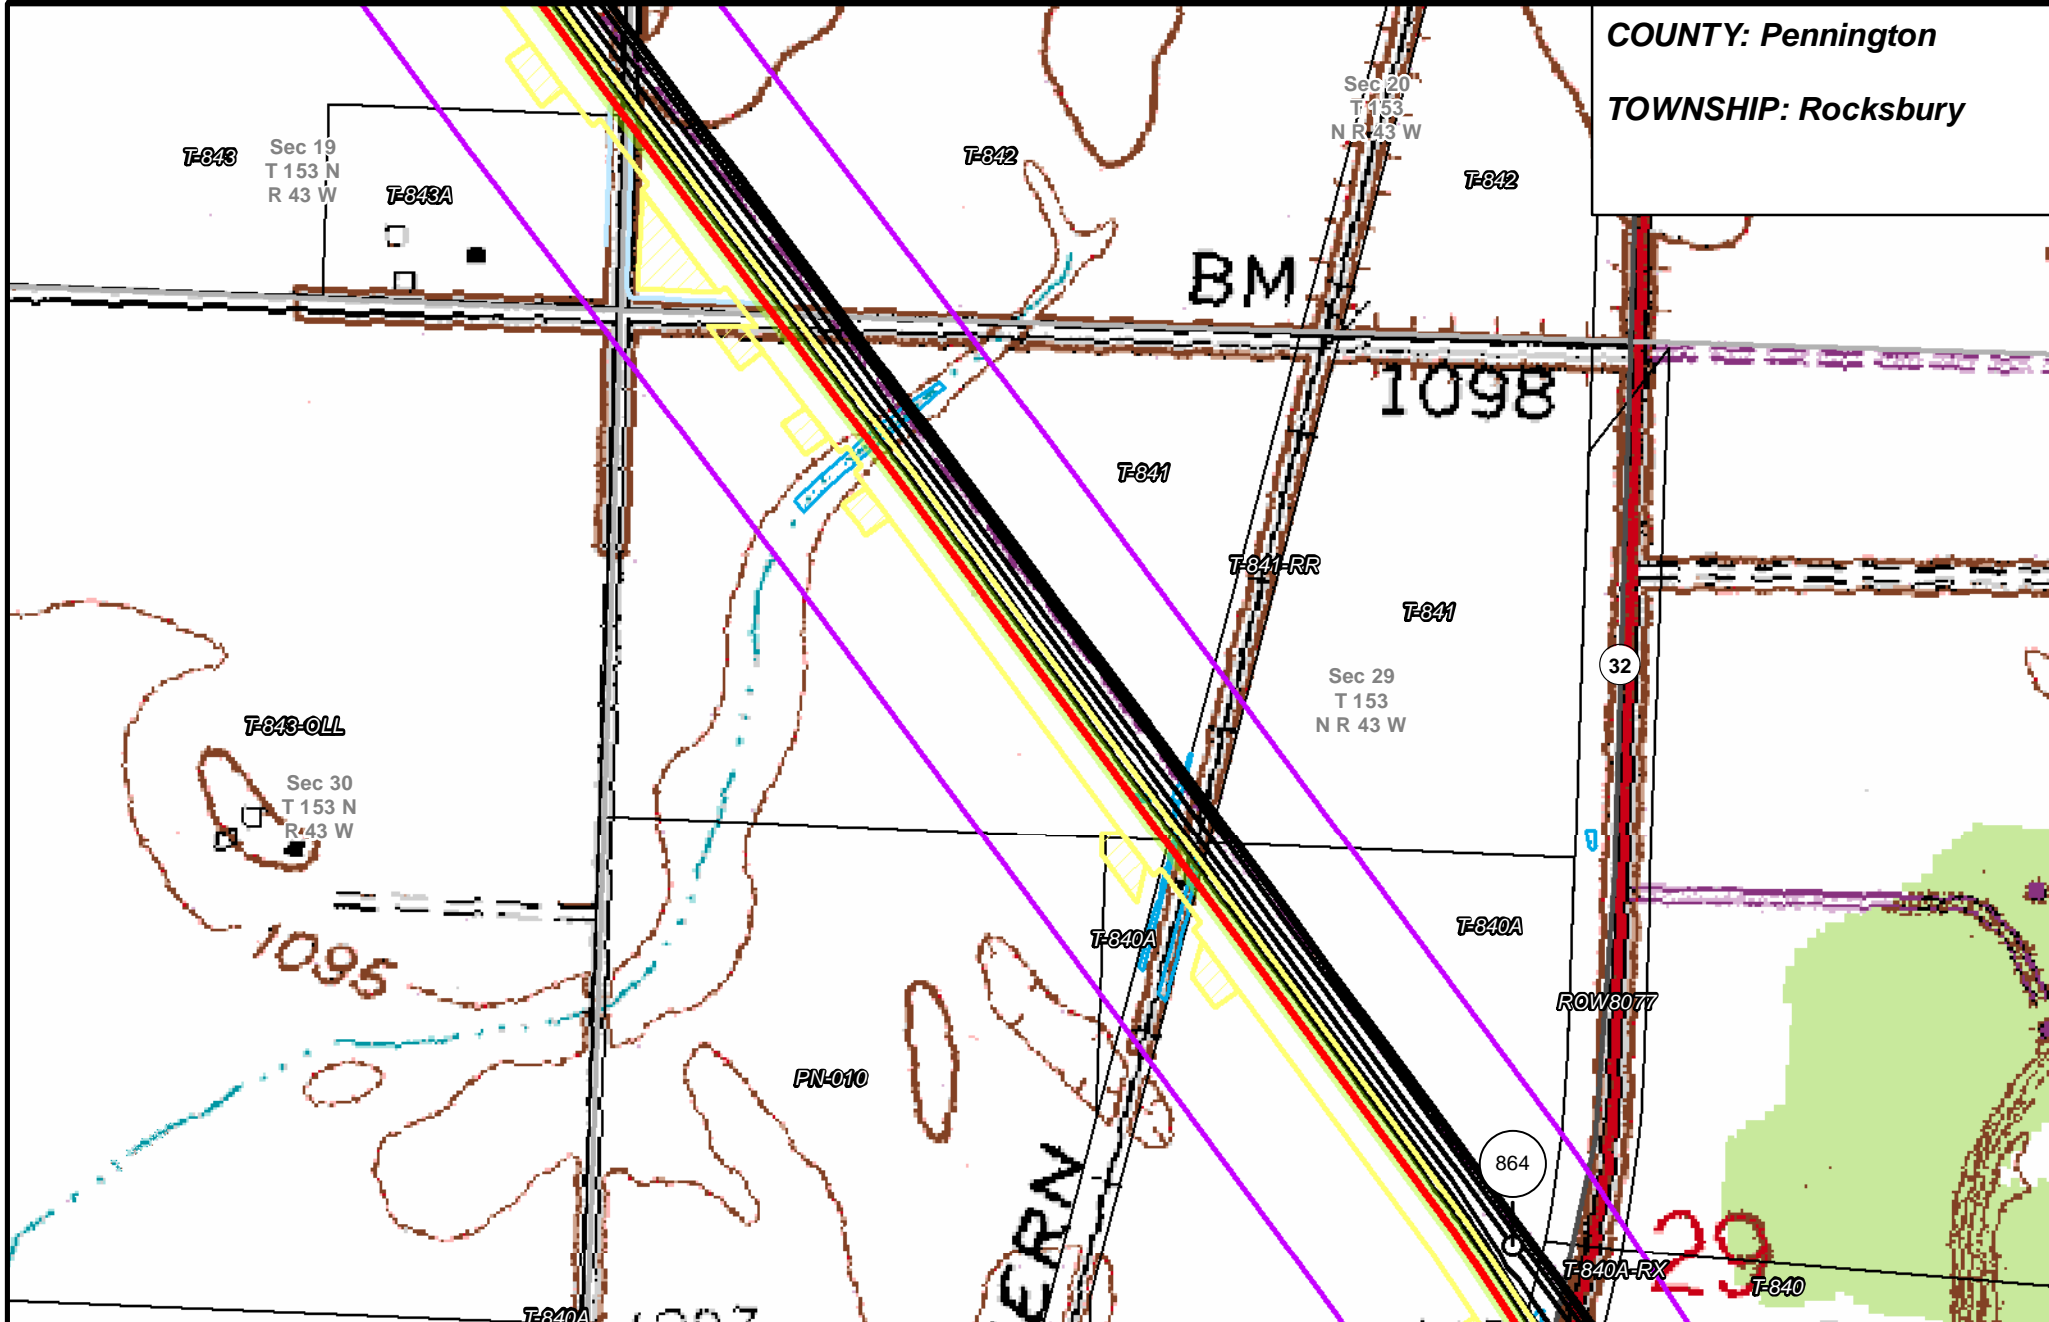 COUNTY: Pennington
TOWNSHIP: Rocksbury
Sec 20
T 153
N R 43 W
T-843
Sec 19
T 153 N
R 43 W
T-843A
T-842
T-842
BM
1098
T-841
T-841-RR
T-841
32
Sec 29
T 153
N R 43 W
T-843-OLL
Sec 30
T 153 N
R 43 W
1095
T-840A
T-840A
ROW8077
PN-010
864
ERN
29
T-840A-RX
T-840
T-840A